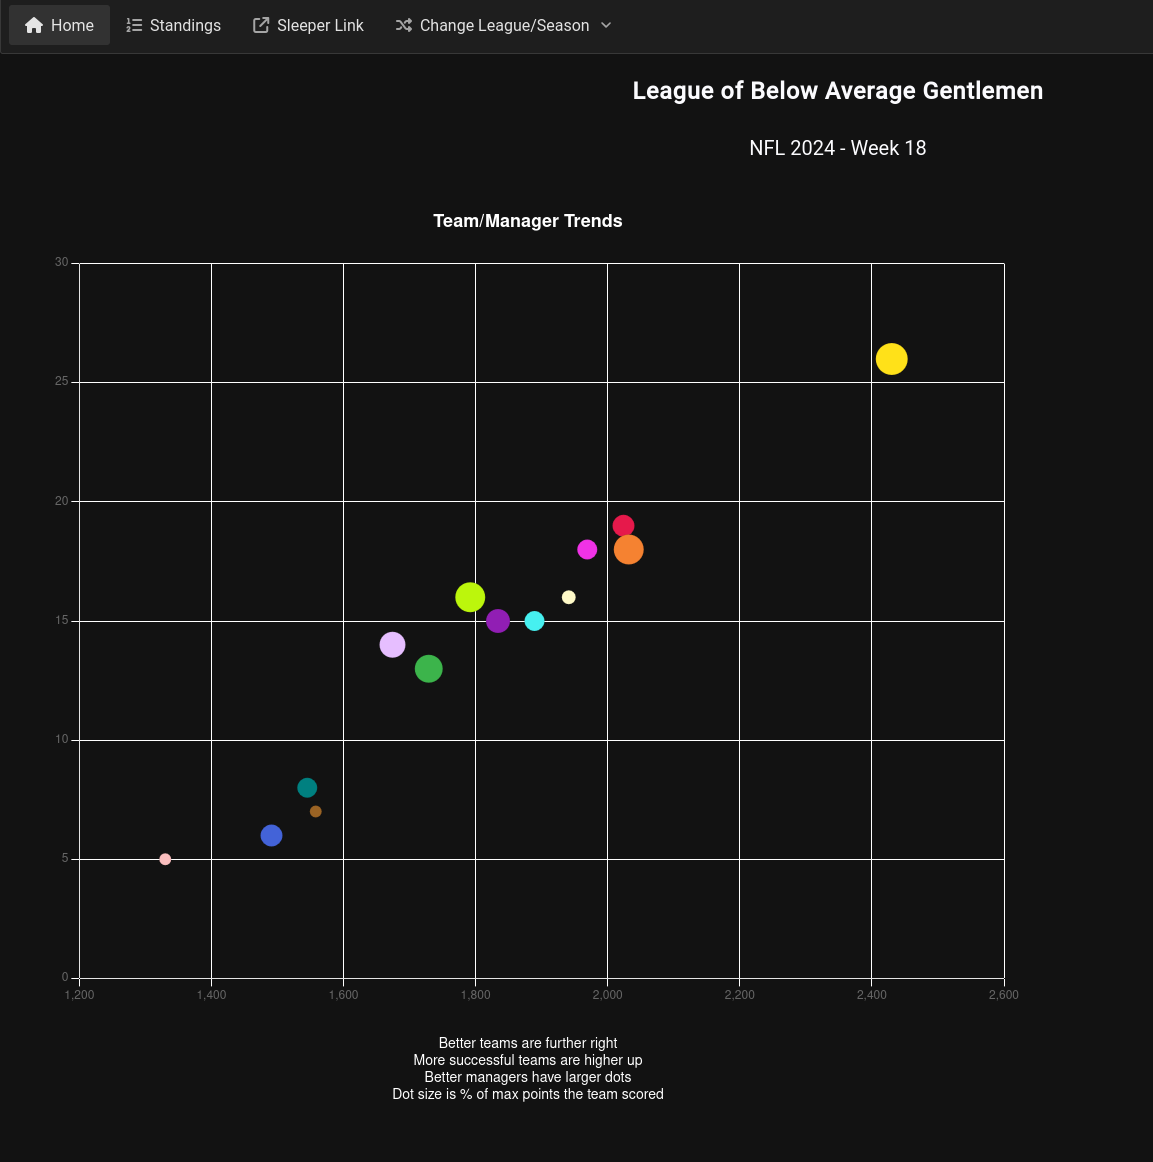 Home Standings Sleeper Link Change League/Season
League of Below Average Gentlemen
NFL 2024 - Week 18
Team/Manager Trends
30
25
20
15
10
5
0
1,200 1,400 1,600 1,800 2,000 2,200 2,400 2,600
Better teams are further right
More successful teams are higher up
Better managers have larger dots
Dot size is % of max points the team scored